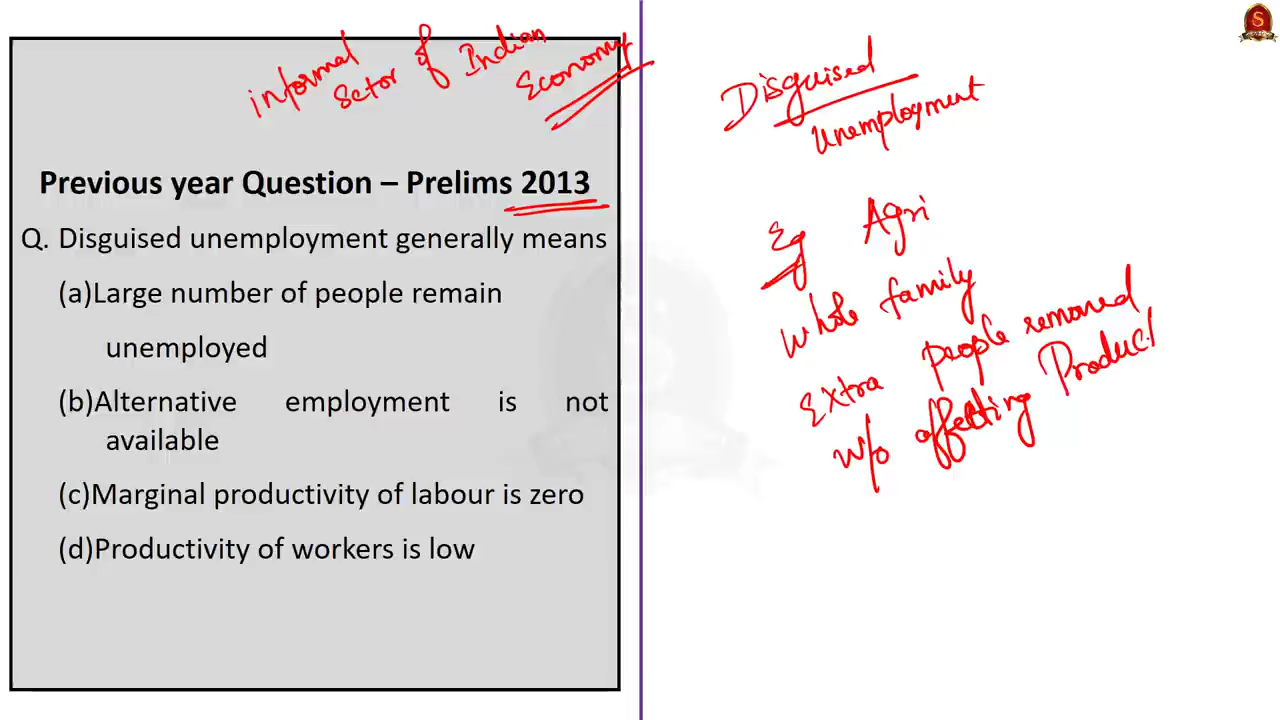 informal
Sector of Indian
Economy
Previous year Question – Prelims 2013
Q. Disguised unemployment generally means
(a)Large number of people remain
unemployed
(b)Alternative employment is not
available
(c)Marginal productivity of labour is zero
(d)Productivity of workers is low
Disguised
Unemployment
Eg Agri
Whole family
Extra people removed
w/o affecting Product